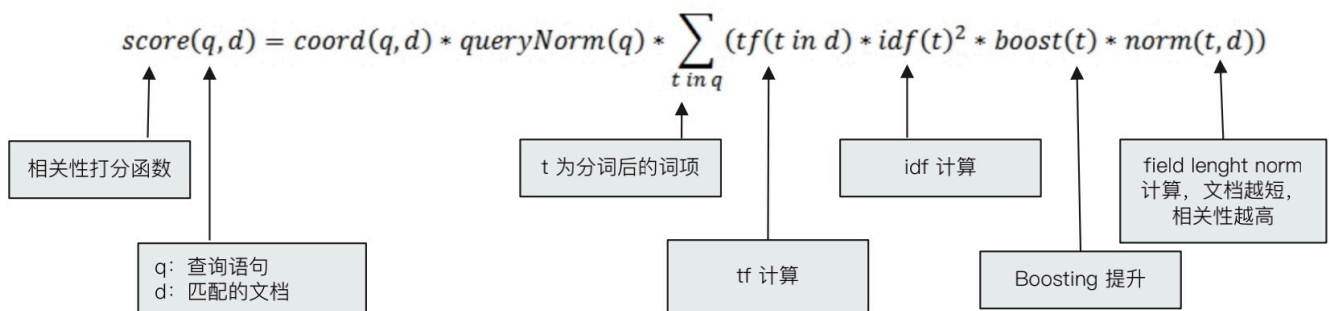 score(q,d) = coord(q,d) * queryNorm(q) * ∑ (tf(t in d) * idf(t)² * boost(t) * norm(t,d))
t in q
相关性打分函数
t 为分词后的词项
idf 计算
field lenght norm
计算，文档越短，
相关性越高
q：查询语句
d：匹配的文档
tf 计算
Boosting 提升